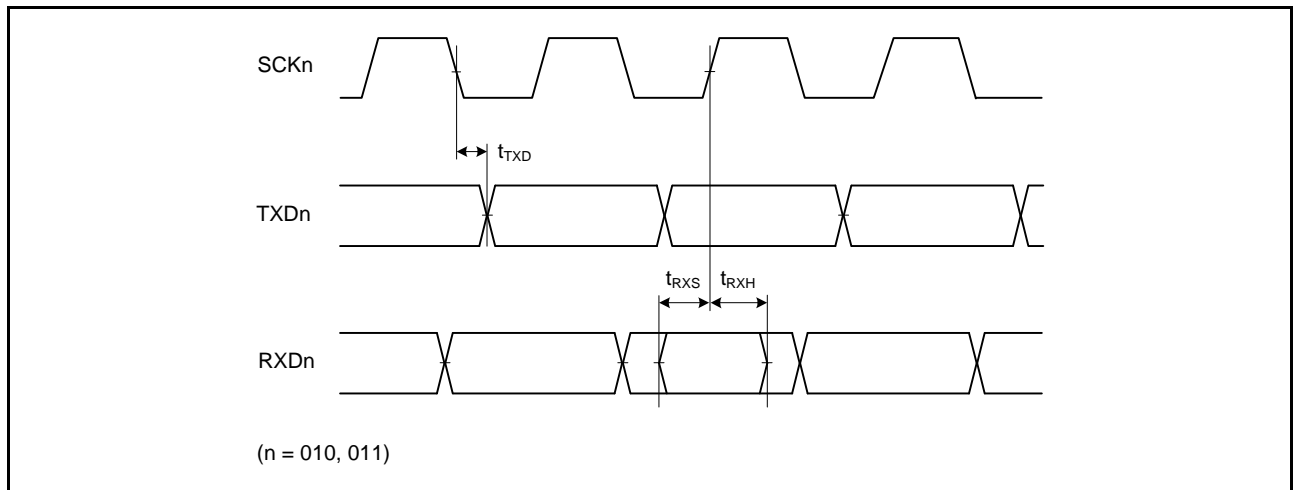 SCKn
tTXD
TXDn
tRXS tRXH
RXDn
(n = 010, 011)